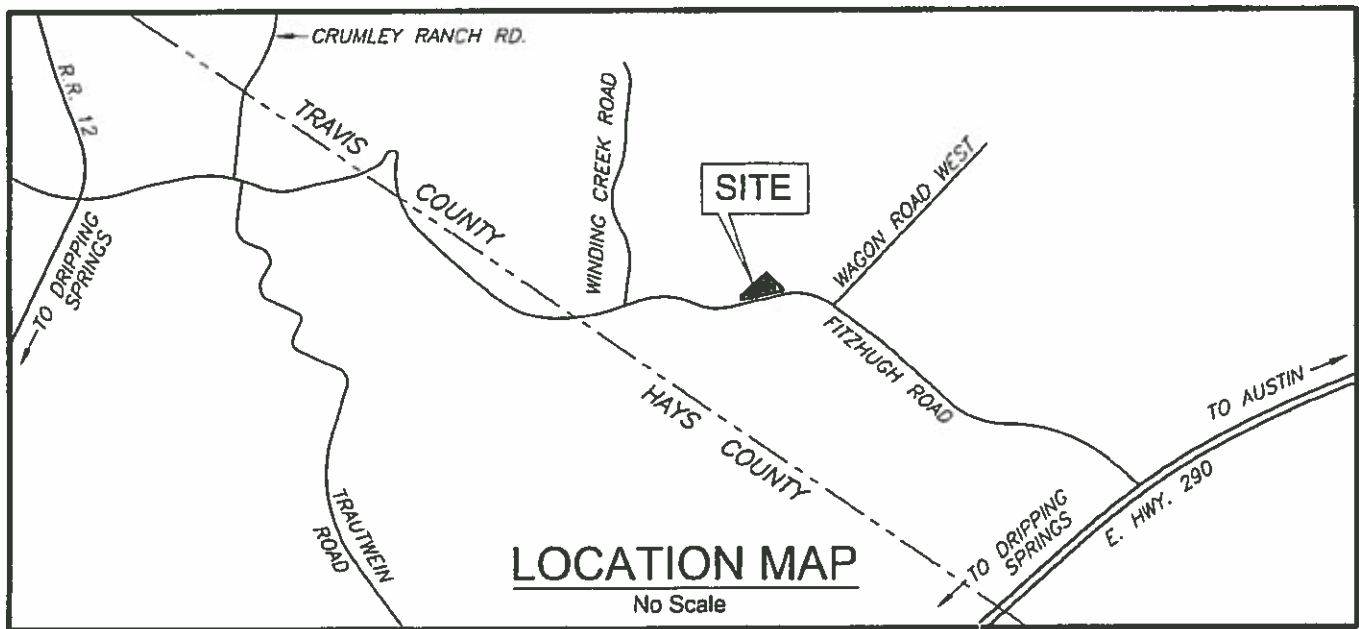 CRUMLEY RANCH RD.
R.R. 12
TRAVIS
COUNTY
WINDING CREEK ROAD
SITE
WAGON ROAD WEST
TO DRIPPING
SPRINGS
FITZHUGH ROAD
HAYS
COUNTY
TO AUSTIN
E. HWY. 290
TRAUTWEIN
ROAD
TO DRIPPING
SPRINGS
LOCATION MAP
No Scale